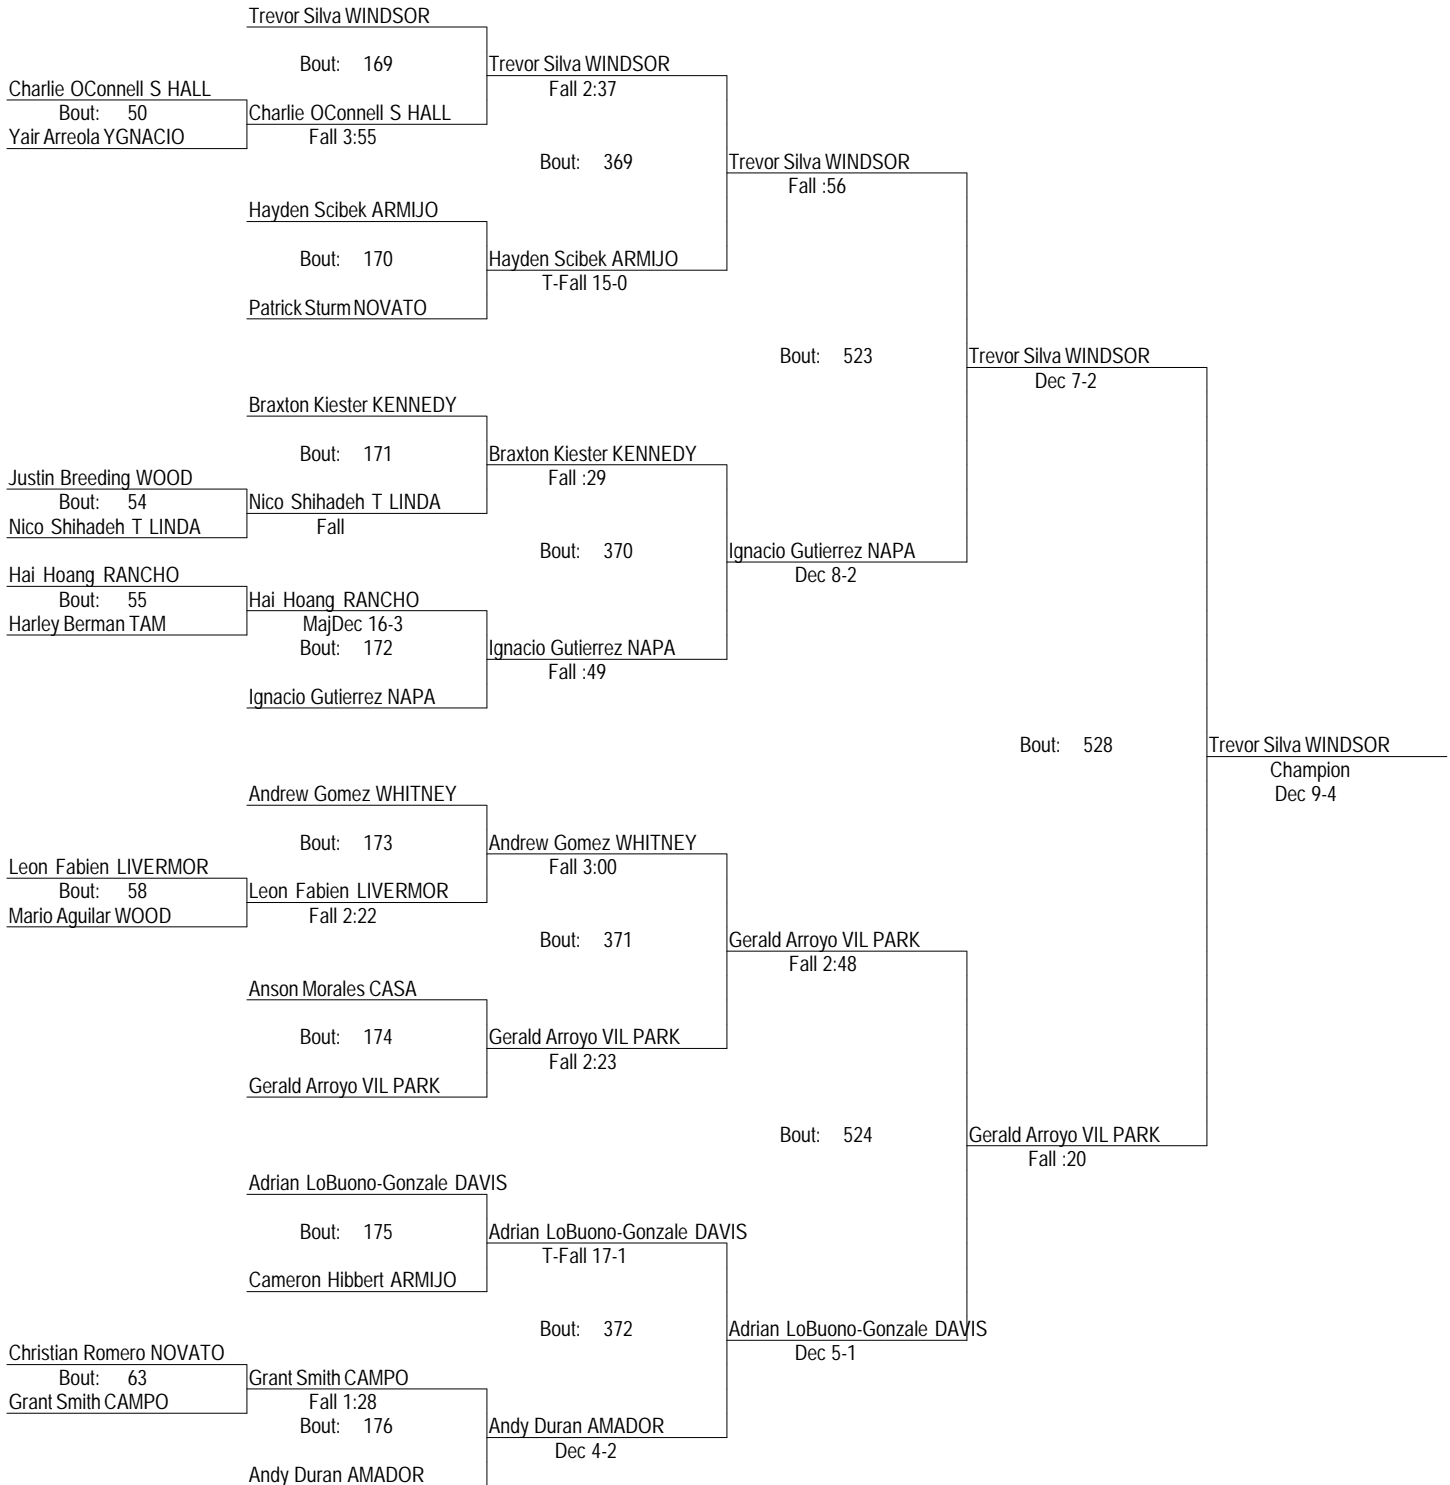 Trevor Silva WINDSOR
Bout: 169
Trevor Silva WINDSOR
Charlie OConnell S HALL
Fall 2:37
Bout: 50
Charlie OConnell S HALL
Yair Arreola YGNACIO
Fall 3:55
Bout: 369
Trevor Silva WINDSOR
Fall :56
Hayden Scibek ARMIJO
Bout: 170
Hayden Scibek ARMIJO
T-Fall 15-0
Patrick Sturm NOVATO
Bout: 523
Trevor Silva WINDSOR
Dec 7-2
Braxton Kiester KENNEDY
Bout: 171
Braxton Kiester KENNEDY
Justin Breeding WOOD
Fall :29
Bout: 54
Nico Shihadeh T LINDA
Nico Shihadeh T LINDA
Fall
Bout: 370
Ignacio Gutierrez NAPA
Hai Hoang RANCHO
Dec 8-2
Bout: 55
Hai Hoang RANCHO
Harley Berman TAM
MajDec 16-3
Bout: 172
Ignacio Gutierrez NAPA
Fall :49
Ignacio Gutierrez NAPA
Bout: 528
Trevor Silva WINDSOR
Champion
Dec 9-4
Andrew Gomez WHITNEY
Bout: 173
Andrew Gomez WHITNEY
Leon Fabien LIVERMOR
Fall 3:00
Bout: 58
Leon Fabien LIVERMOR
Mario Aguilar WOOD
Fall 2:22
Bout: 371
Gerald Arroyo VIL PARK
Fall 2:48
Anson Morales CASA
Bout: 174
Gerald Arroyo VIL PARK
Fall 2:23
Gerald Arroyo VIL PARK
Bout: 524
Gerald Arroyo VIL PARK
Fall :20
Adrian LoBuono-Gonzale DAVIS
Bout: 175
Adrian LoBuono-Gonzale DAVIS
T-Fall 17-1
Cameron Hibbert ARMIJO
Bout: 372
Adrian LoBuono-Gonzale DAVIS
Christian Romero NOVATO
Dec 5-1
Bout: 63
Grant Smith CAMPO
Grant Smith CAMPO
Fall 1:28
Bout: 176
Andy Duran AMADOR
Dec 4-2
Andy Duran AMADOR